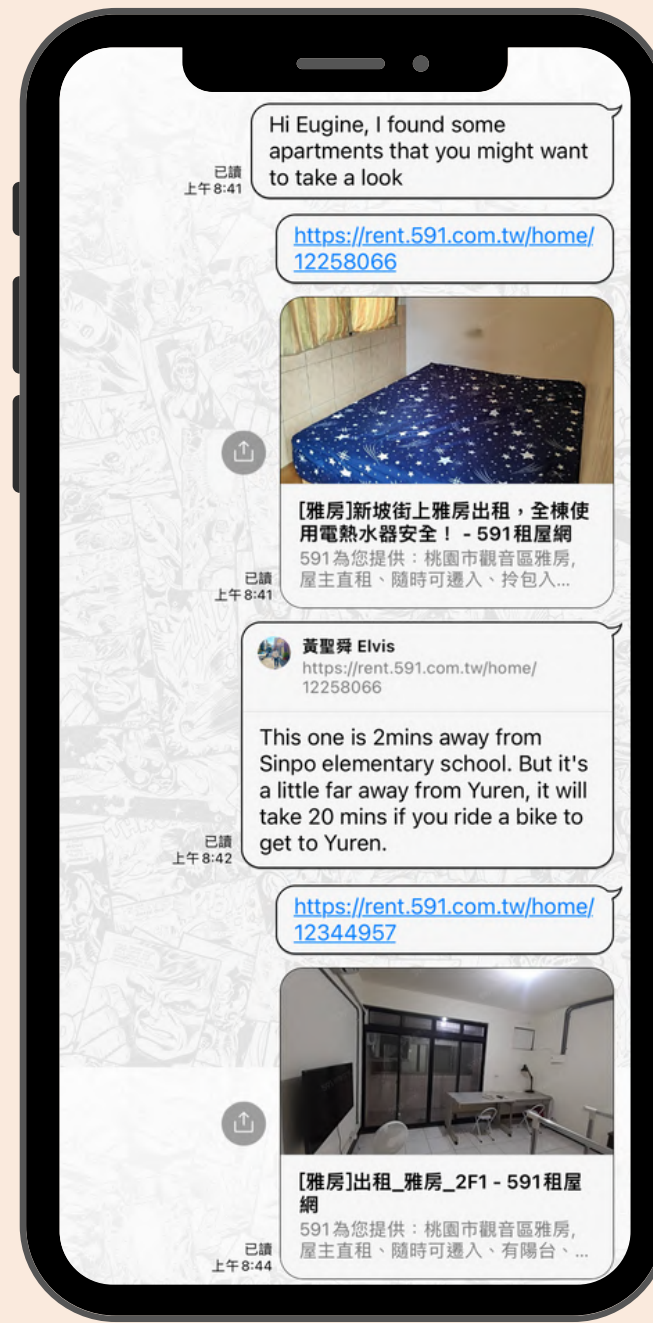 Hi Eugine, I found some
apartments that you might want
to take a look
已讀
上午8:41
https://rent.591.com.tw/home/
12258066
[雅房]新坡街上雅房出租，全棟使
用電熱水器安全！ - 591租屋網
591為您提供：桃園市觀音區雅房,
屋主直租、隨時可遷入、拎包入...
已讀
上午8:41
黃聖舜 Elvis
https://rent.591.com.tw/home/
12258066
This one is 2mins away from
Sinpo elementary school. But it's
a little far away from Yuren, it will
take 20 mins if you ride a bike to
get to Yuren.
已讀
上午8:42
https://rent.591.com.tw/home/
12344957
[雅房]出租_雅房_2F1 - 591租屋
網
591為您提供：桃園市觀音區雅房,
屋主直租、隨時可遷入、有陽台、...
已讀
上午8:44